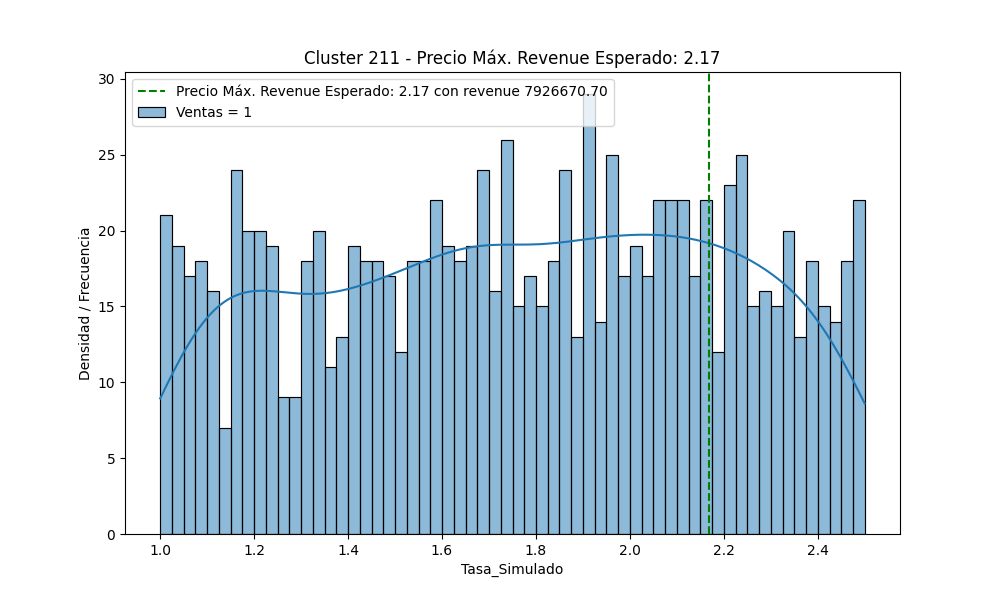 Cluster 211 - Precio Máx. Revenue Esperado: 2.17
Precio Máx. Revenue Esperado: 2.17 con revenue 7926670.70
Ventas = 1
30
25
20
15
10
5
0
Densidad / Frecuencia
1.0 1.2 1.4 1.6 1.8 2.0 2.2 2.4
Tasa_Simulado